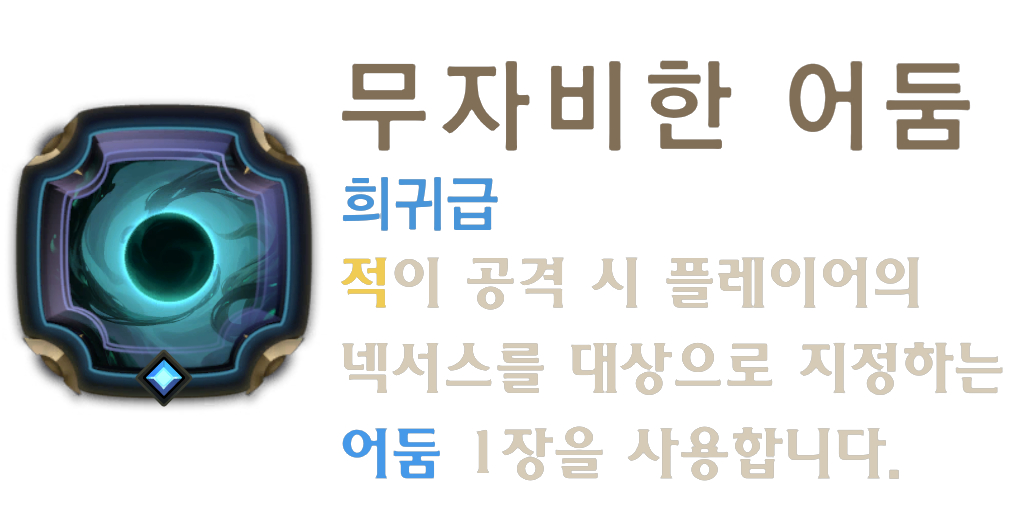 무자비한 어둠
희귀급
적이 공격 시 플레이어의
넥서스를 대상으로 지정하는
어둠 1장을 사용합니다.